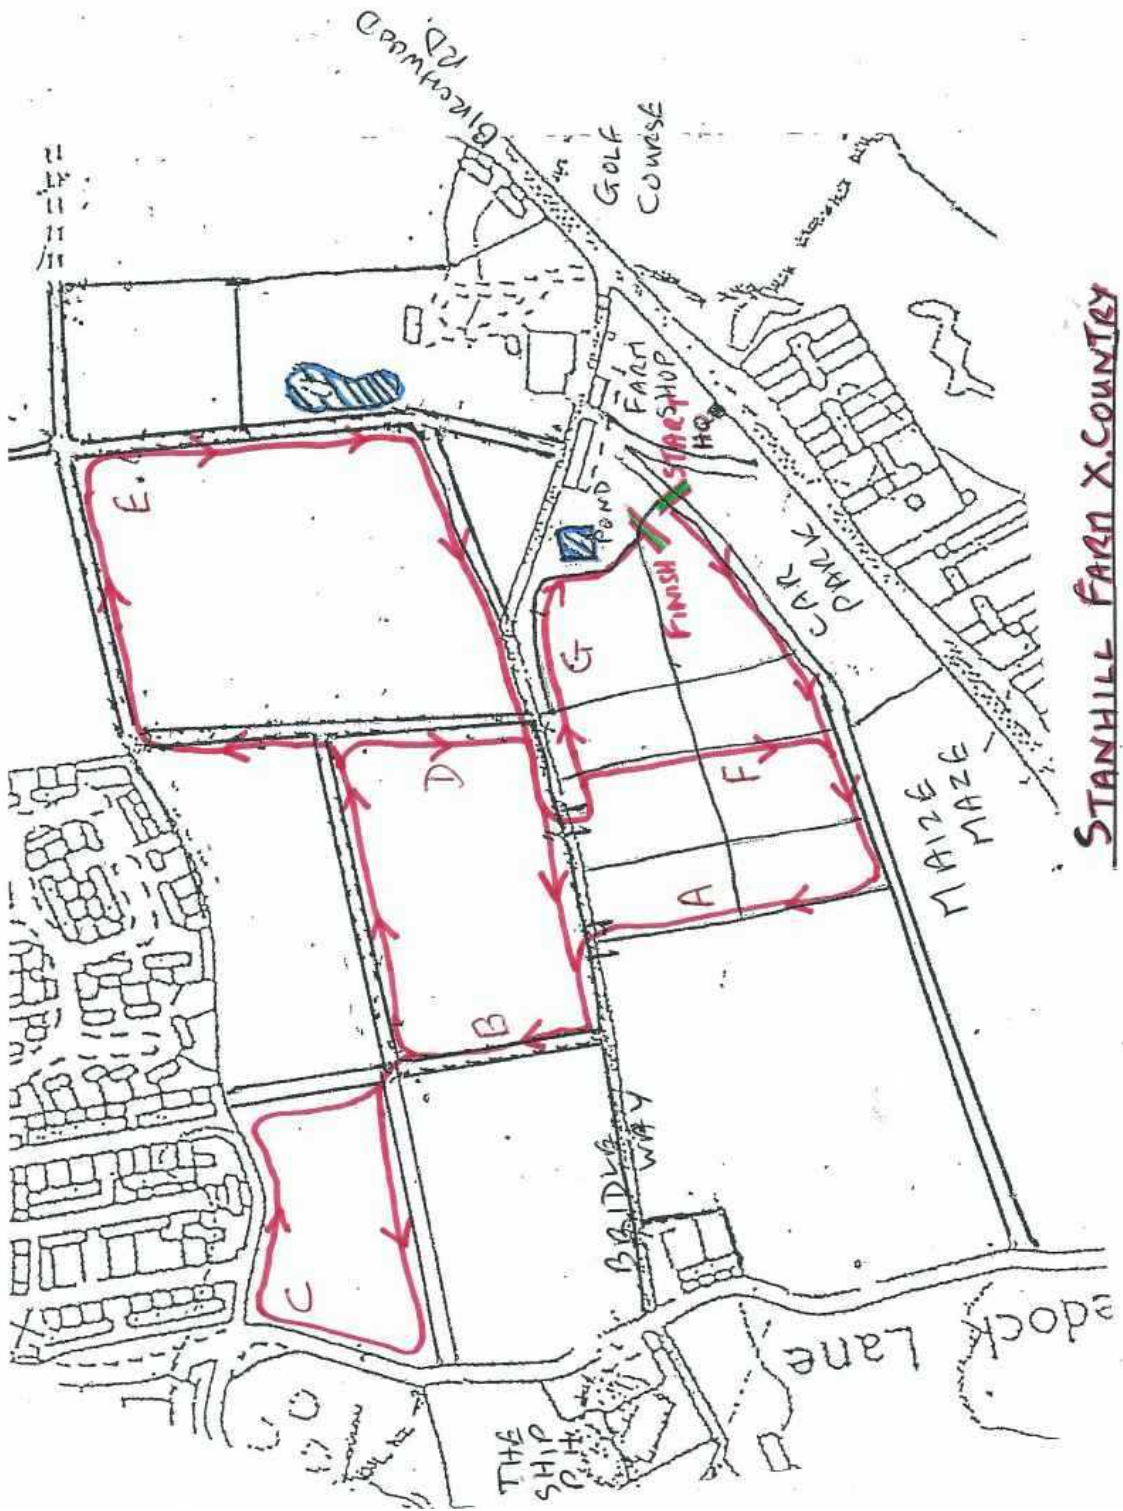 BIRCHWOOD
RD.
GOLF
COURSE
E
FARM
SHOP
START
HQ
POND
FINISH
G
CAR
PARK
D
F
MAIZE
MAZE
A
B
C
BRIDLE
WAY
THE
SHIP
P.H
Lane
dock
STANHILL FARM X.COUNTRY